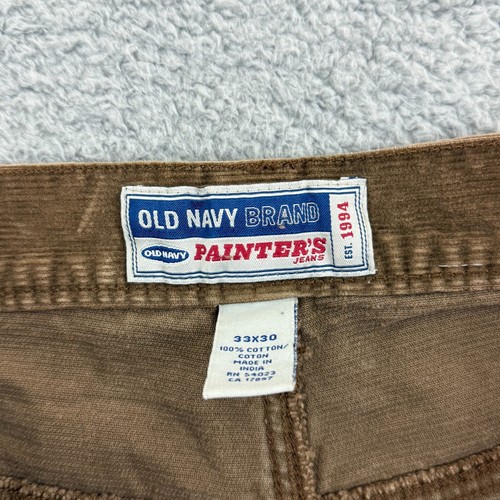 OLD NAVY BRAND
OLD NAVY PAINTER'S
JEANS
EST. 1994
33X30
100% COTTON/
COTON
MADE IN
INDIA
RN 54023
CA 17897